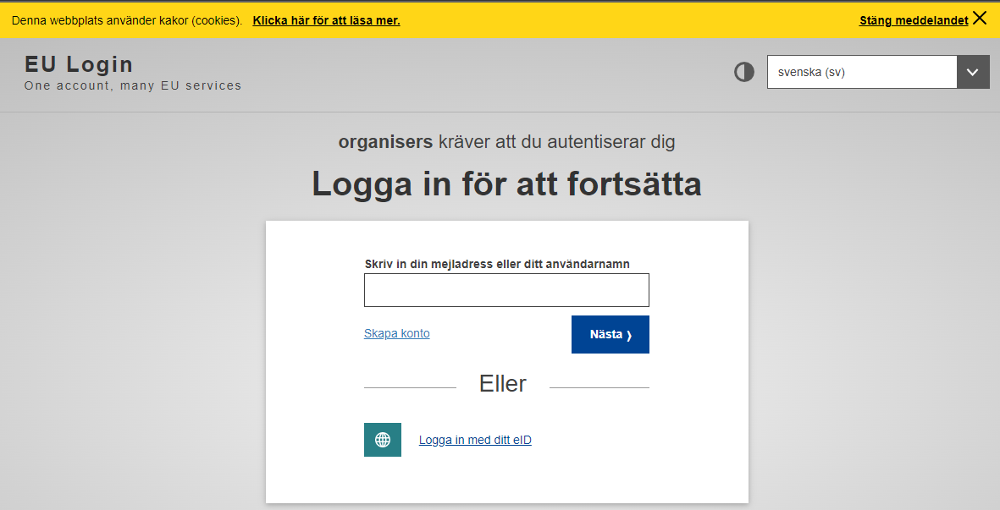 Denna webbplats använder kakor (cookies). Klicka här för att läsa mer. Stäng meddelandet
EU Login
One account, many EU services
svenska (sv)
organisers kräver att du autentiserar dig
Logga in för att fortsätta
Skriv in din mejladress eller ditt användarnamn
Skapa konto Nästa ❭
Eller
Logga in med ditt eID